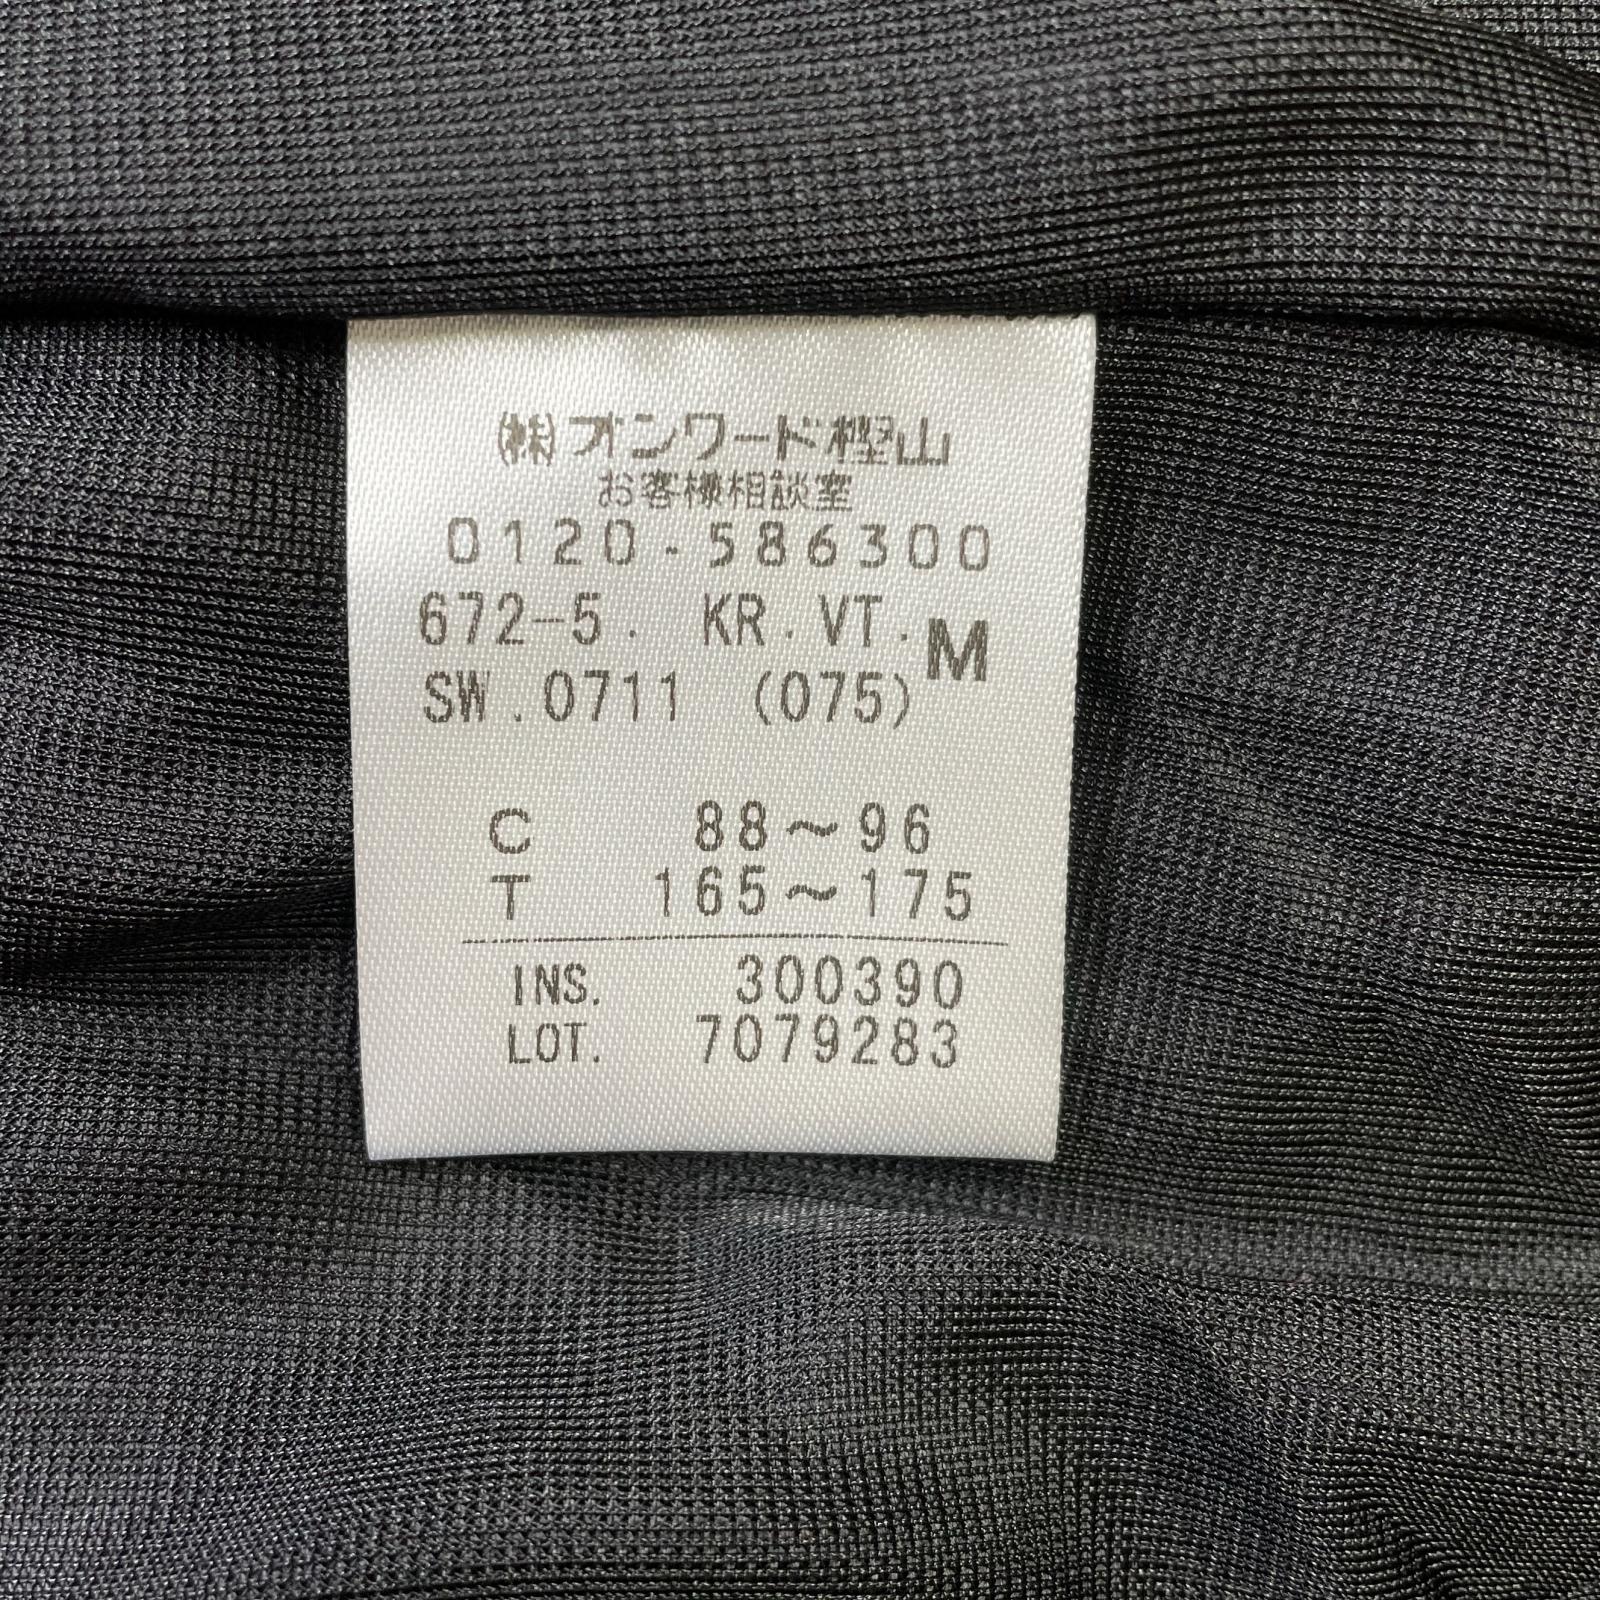 ㈱オンワード樫山
お客様相談室
0120-586300
672-5. KR.VT. M
SW.0711 (075)
C 88～96
T 165～175
INS. 300390
LOT. 7079283